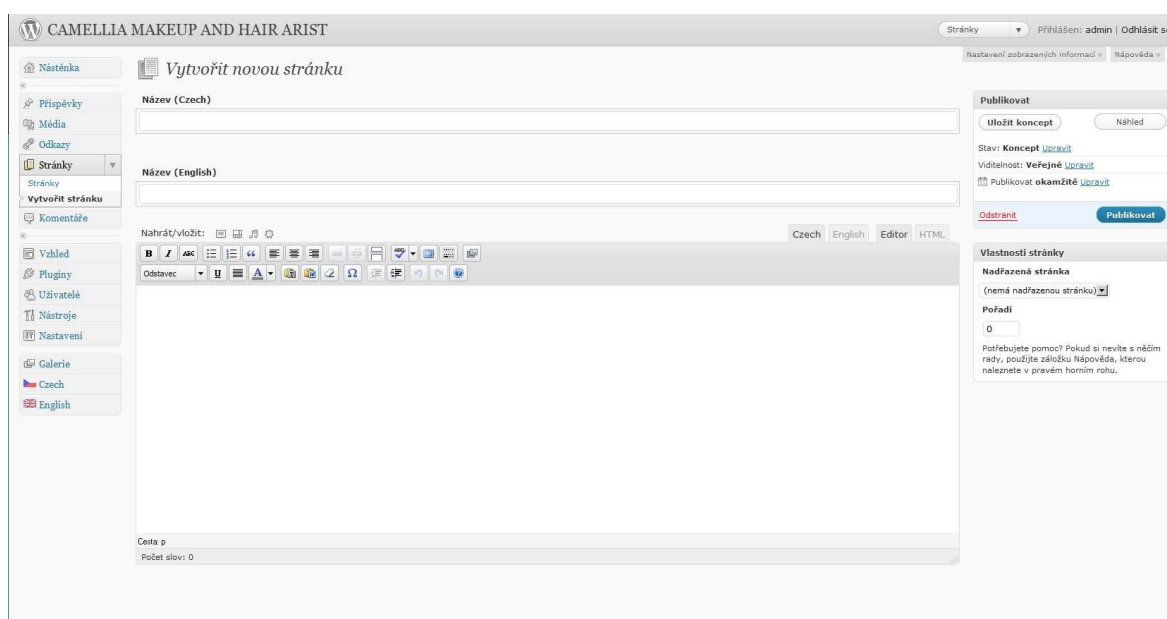 CAMELLIA MAKEUP AND HAIR ARIST
Stránky
Přihlášen: admin | Odhlásit se
Nastavení zobrazených informací
Nápověda
Nástěnka
Příspěvky
Média
Odkazy
Stránky
Stránky
Vytvořit stránku
Komentáře
Vzhled
Pluginy
Uživatelé
Nástroje
Nastavení
Galerie
Czech
English
Vytvořit novou stránku
Název (Czech)
Název (English)
Nahrát/vložit:
Czech English Editor HTML
B I ABC
ABC
Odstavec
U A Ω
Cesta: p
Počet slov: 0
Publikovat
Uložit koncept
Náhled
Stav: Koncept Upravit
Viditelnost: Veřejné Upravit
Publikovat okamžitě Upravit
Odstranit
Publikovat
Vlastnosti stránky
Nadřazená stránka
(nemá nadřazenou stránku)
Pořadí
0
Potřebujete pomoc? Pokud si nevíte s něčím
rady, použijte záložku Nápověda, kterou
naleznete v pravém horním rohu.